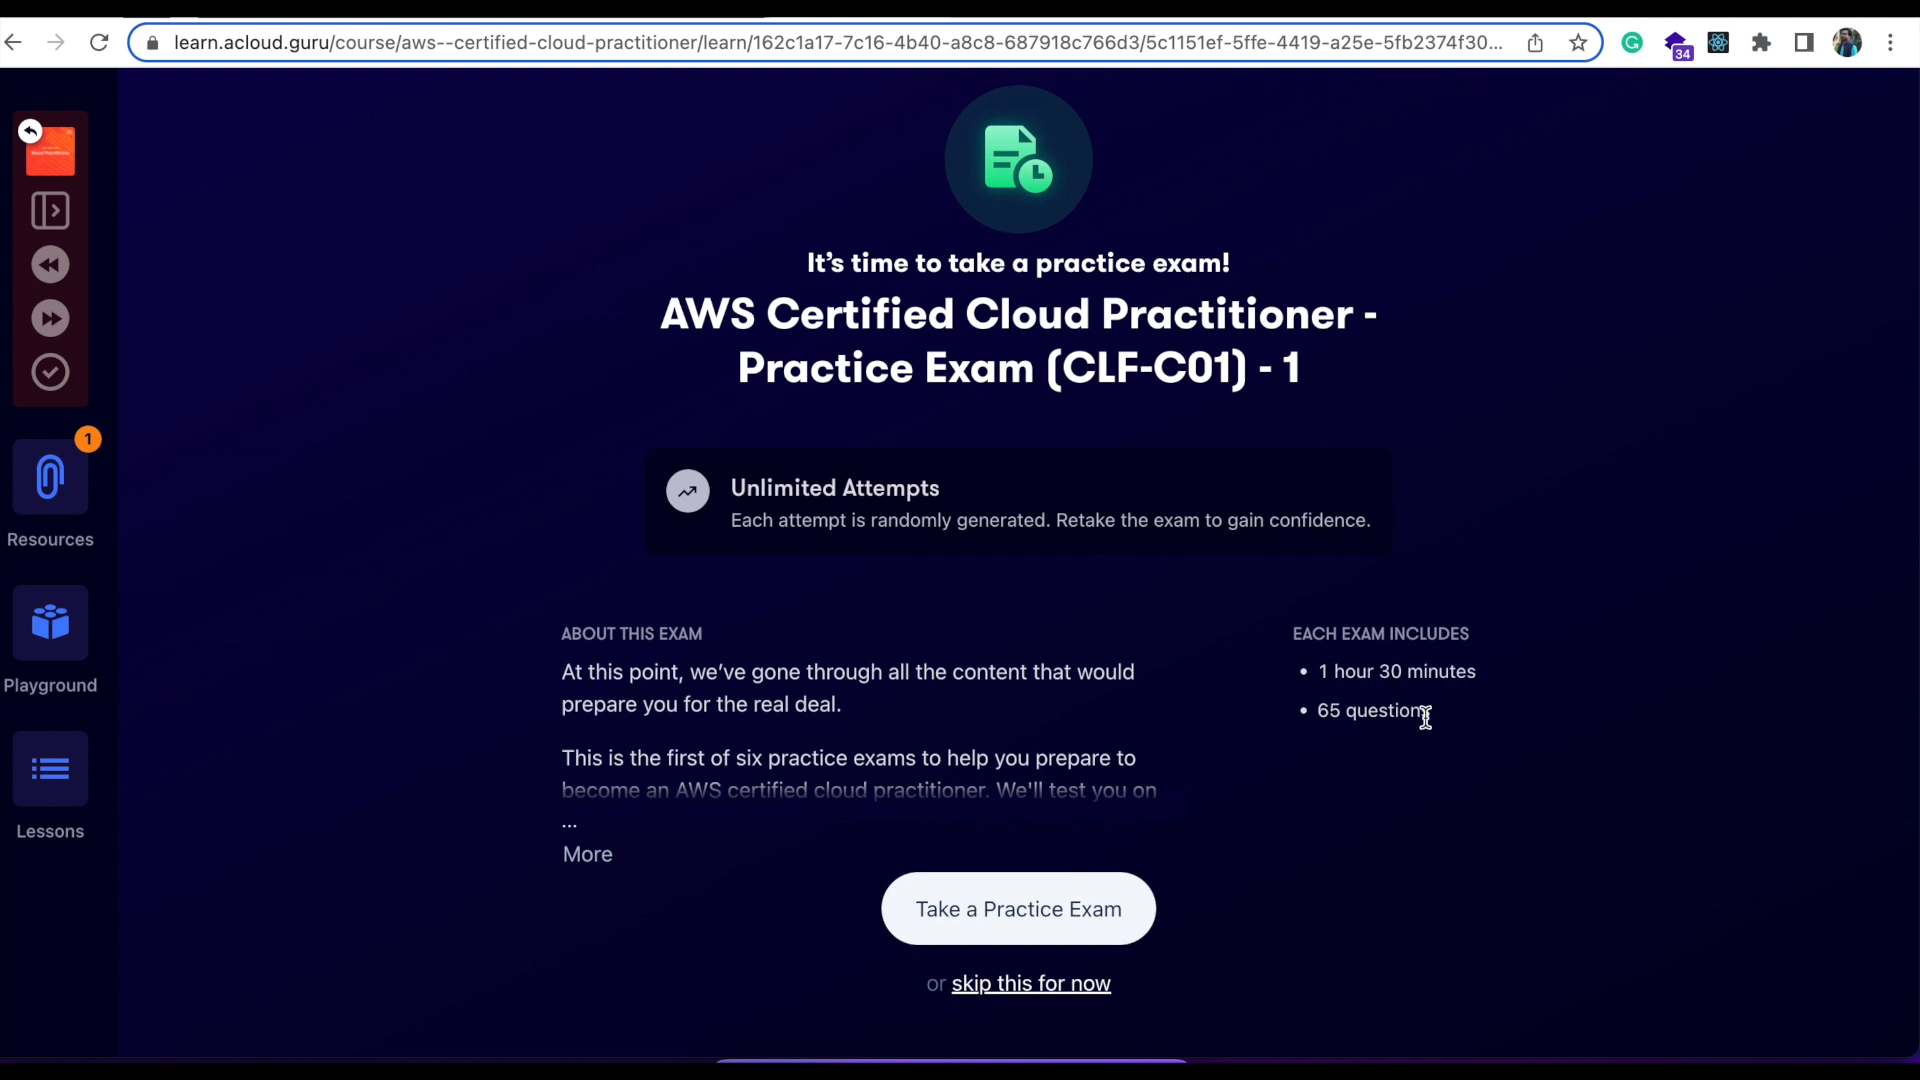 learn.acloud.guru/course/aws--certified-cloud-practitioner/learn/162c1a17-7c16-4b40-a8c8-687918c766d3/5c1151ef-5ffe-4419-a25e-5fb2374f30...
34
It’s time to take a practice exam!
AWS Certified Cloud Practitioner -
Practice Exam (CLF-C01) - 1
Unlimited Attempts
Each attempt is randomly generated. Retake the exam to gain confidence.
1
Resources
Playground
Lessons
ABOUT THIS EXAM
At this point, we’ve gone through all the content that would
prepare you for the real deal.
This is the first of six practice exams to help you prepare to
become an AWS certified cloud practitioner. We'll test you on
...
More
EACH EXAM INCLUDES
• 1 hour 30 minutes
• 65 questions
Take a Practice Exam
or skip this for now